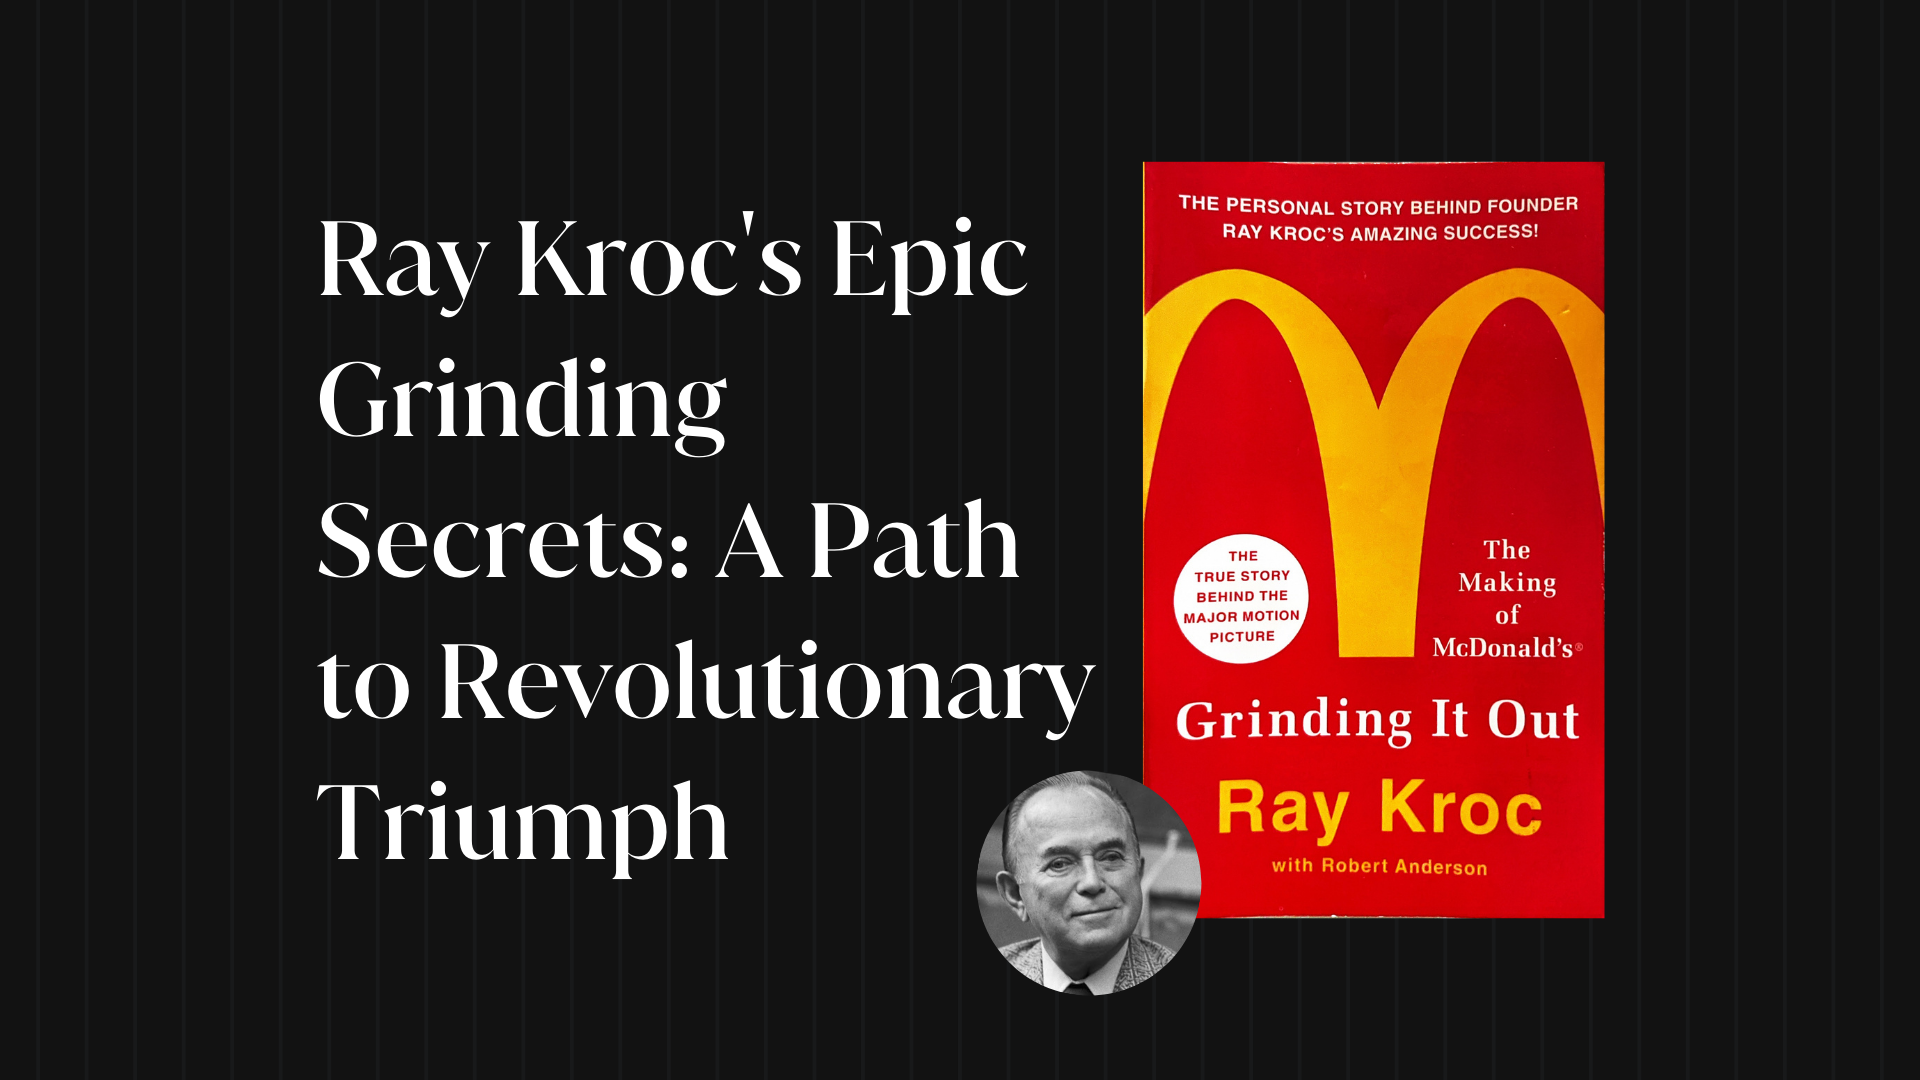 Ray Kroc's Epic
Grinding
Secrets: A Path
to Revolutionary
Triumph
THE PERSONAL STORY BEHIND FOUNDER
RAY KROC'S AMAZING SUCCESS!
THE
TRUE STORY
BEHIND THE
MAJOR MOTION
PICTURE
The
Making
of
McDonald's®
Grinding It Out
Ray Kroc
with Robert Anderson